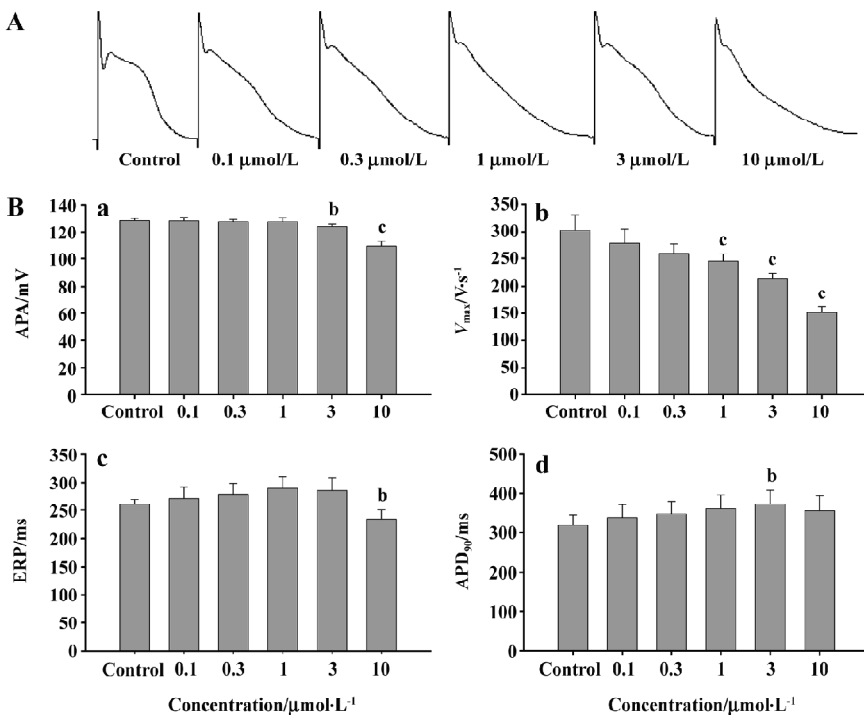 A
Control 0.1 μmol/L 0.3 μmol/L 1 μmol/L 3 μmol/L 10 μmol/L
B
a
APA/mV
140
120
100
80
60
40
20
0
b
c
Control 0.1 0.3 1 3 10
b
Vmax/V·s-1
350
300
250
200
150
100
50
0
c
c
c
Control 0.1 0.3 1 3 10
c
ERP/ms
350
300
250
200
150
100
50
0
b
Control 0.1 0.3 1 3 10
Concentration/μmol·L-1
d
APD90/ms
500
400
300
200
100
0
b
Control 0.1 0.3 1 3 10
Concentration/μmol·L-1